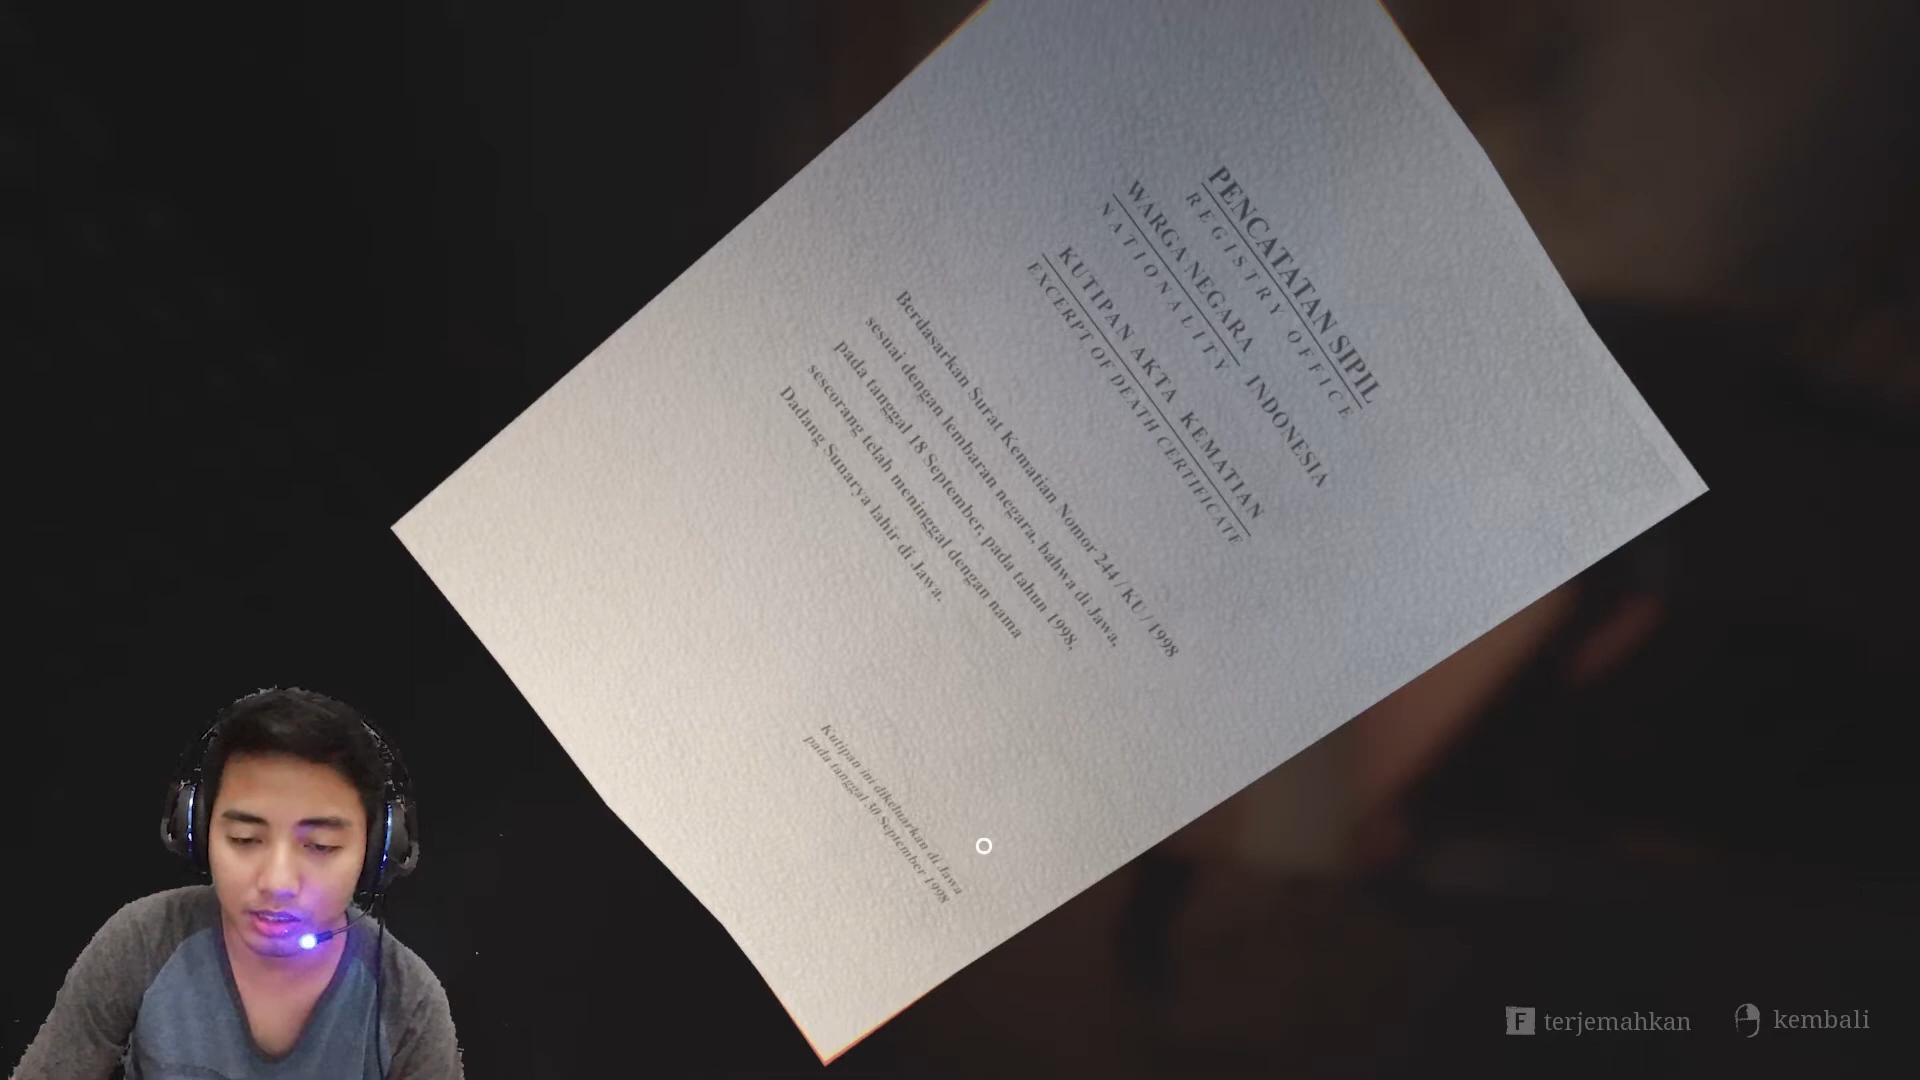 PENCATATAN SIPIL
REGISTRY OFFICE
WARGA NEGARA INDONESIA
NATIONALITY
KUTIPAN AKTA KEMATIAN
EXCERPT OF DEATH CERTIFICATE
Berdasarkan Surat Kematian Nomor 244 / KU / 1998
sesuai dengan lembaran negara, bahwa di Jawa,
pada tanggal 18 September, pada tahun 1998,
seseorang telah meninggal dengan nama
Dadang Sunarya lahir di Jawa.
Kutipan ini dikeluarkan di Jawa
pada tanggal 30 September 1998
F terjemahkan
kembali